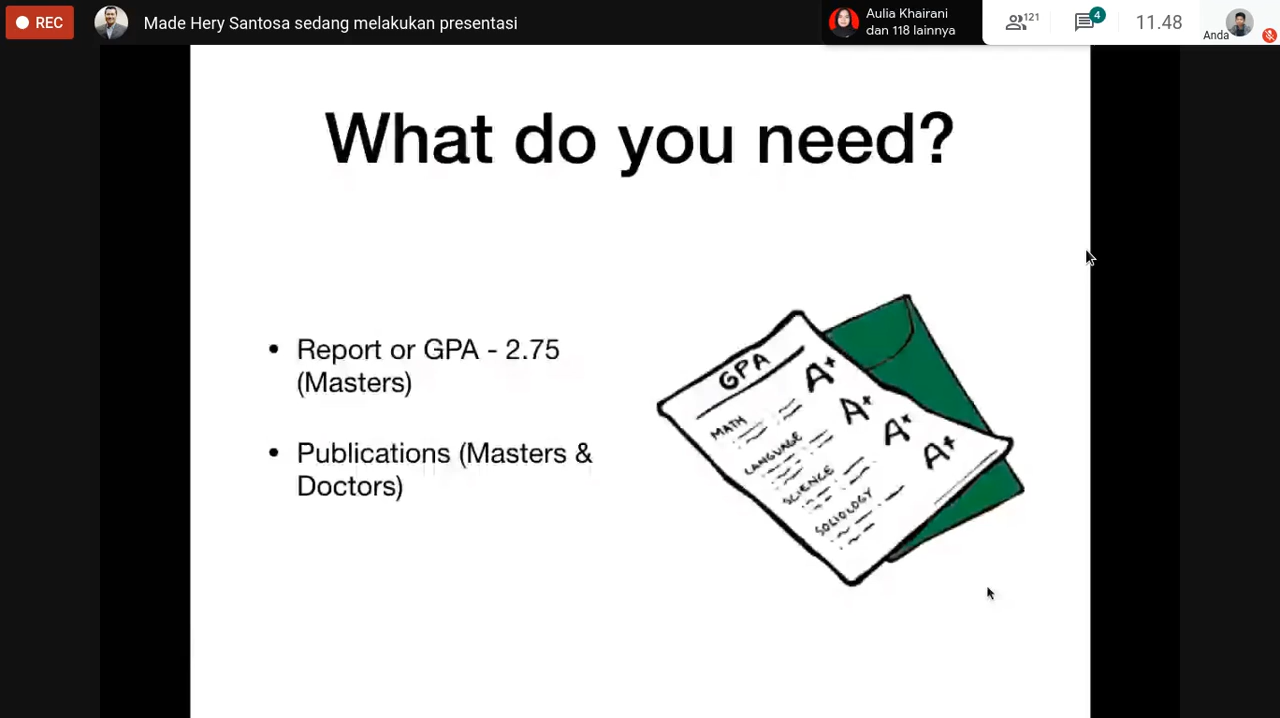 REC
Made Hery Santosa sedang melakukan presentasi
Aulia Khairani
dan 118 lainnya
121
4
11.48
Anda
What do you need?
• Report or GPA - 2.75
(Masters)
• Publications (Masters &
Doctors)
GPA
A+
MATH
A+
LANGUAGE
A+
SCIENCE
A+
SOCIOLOGY